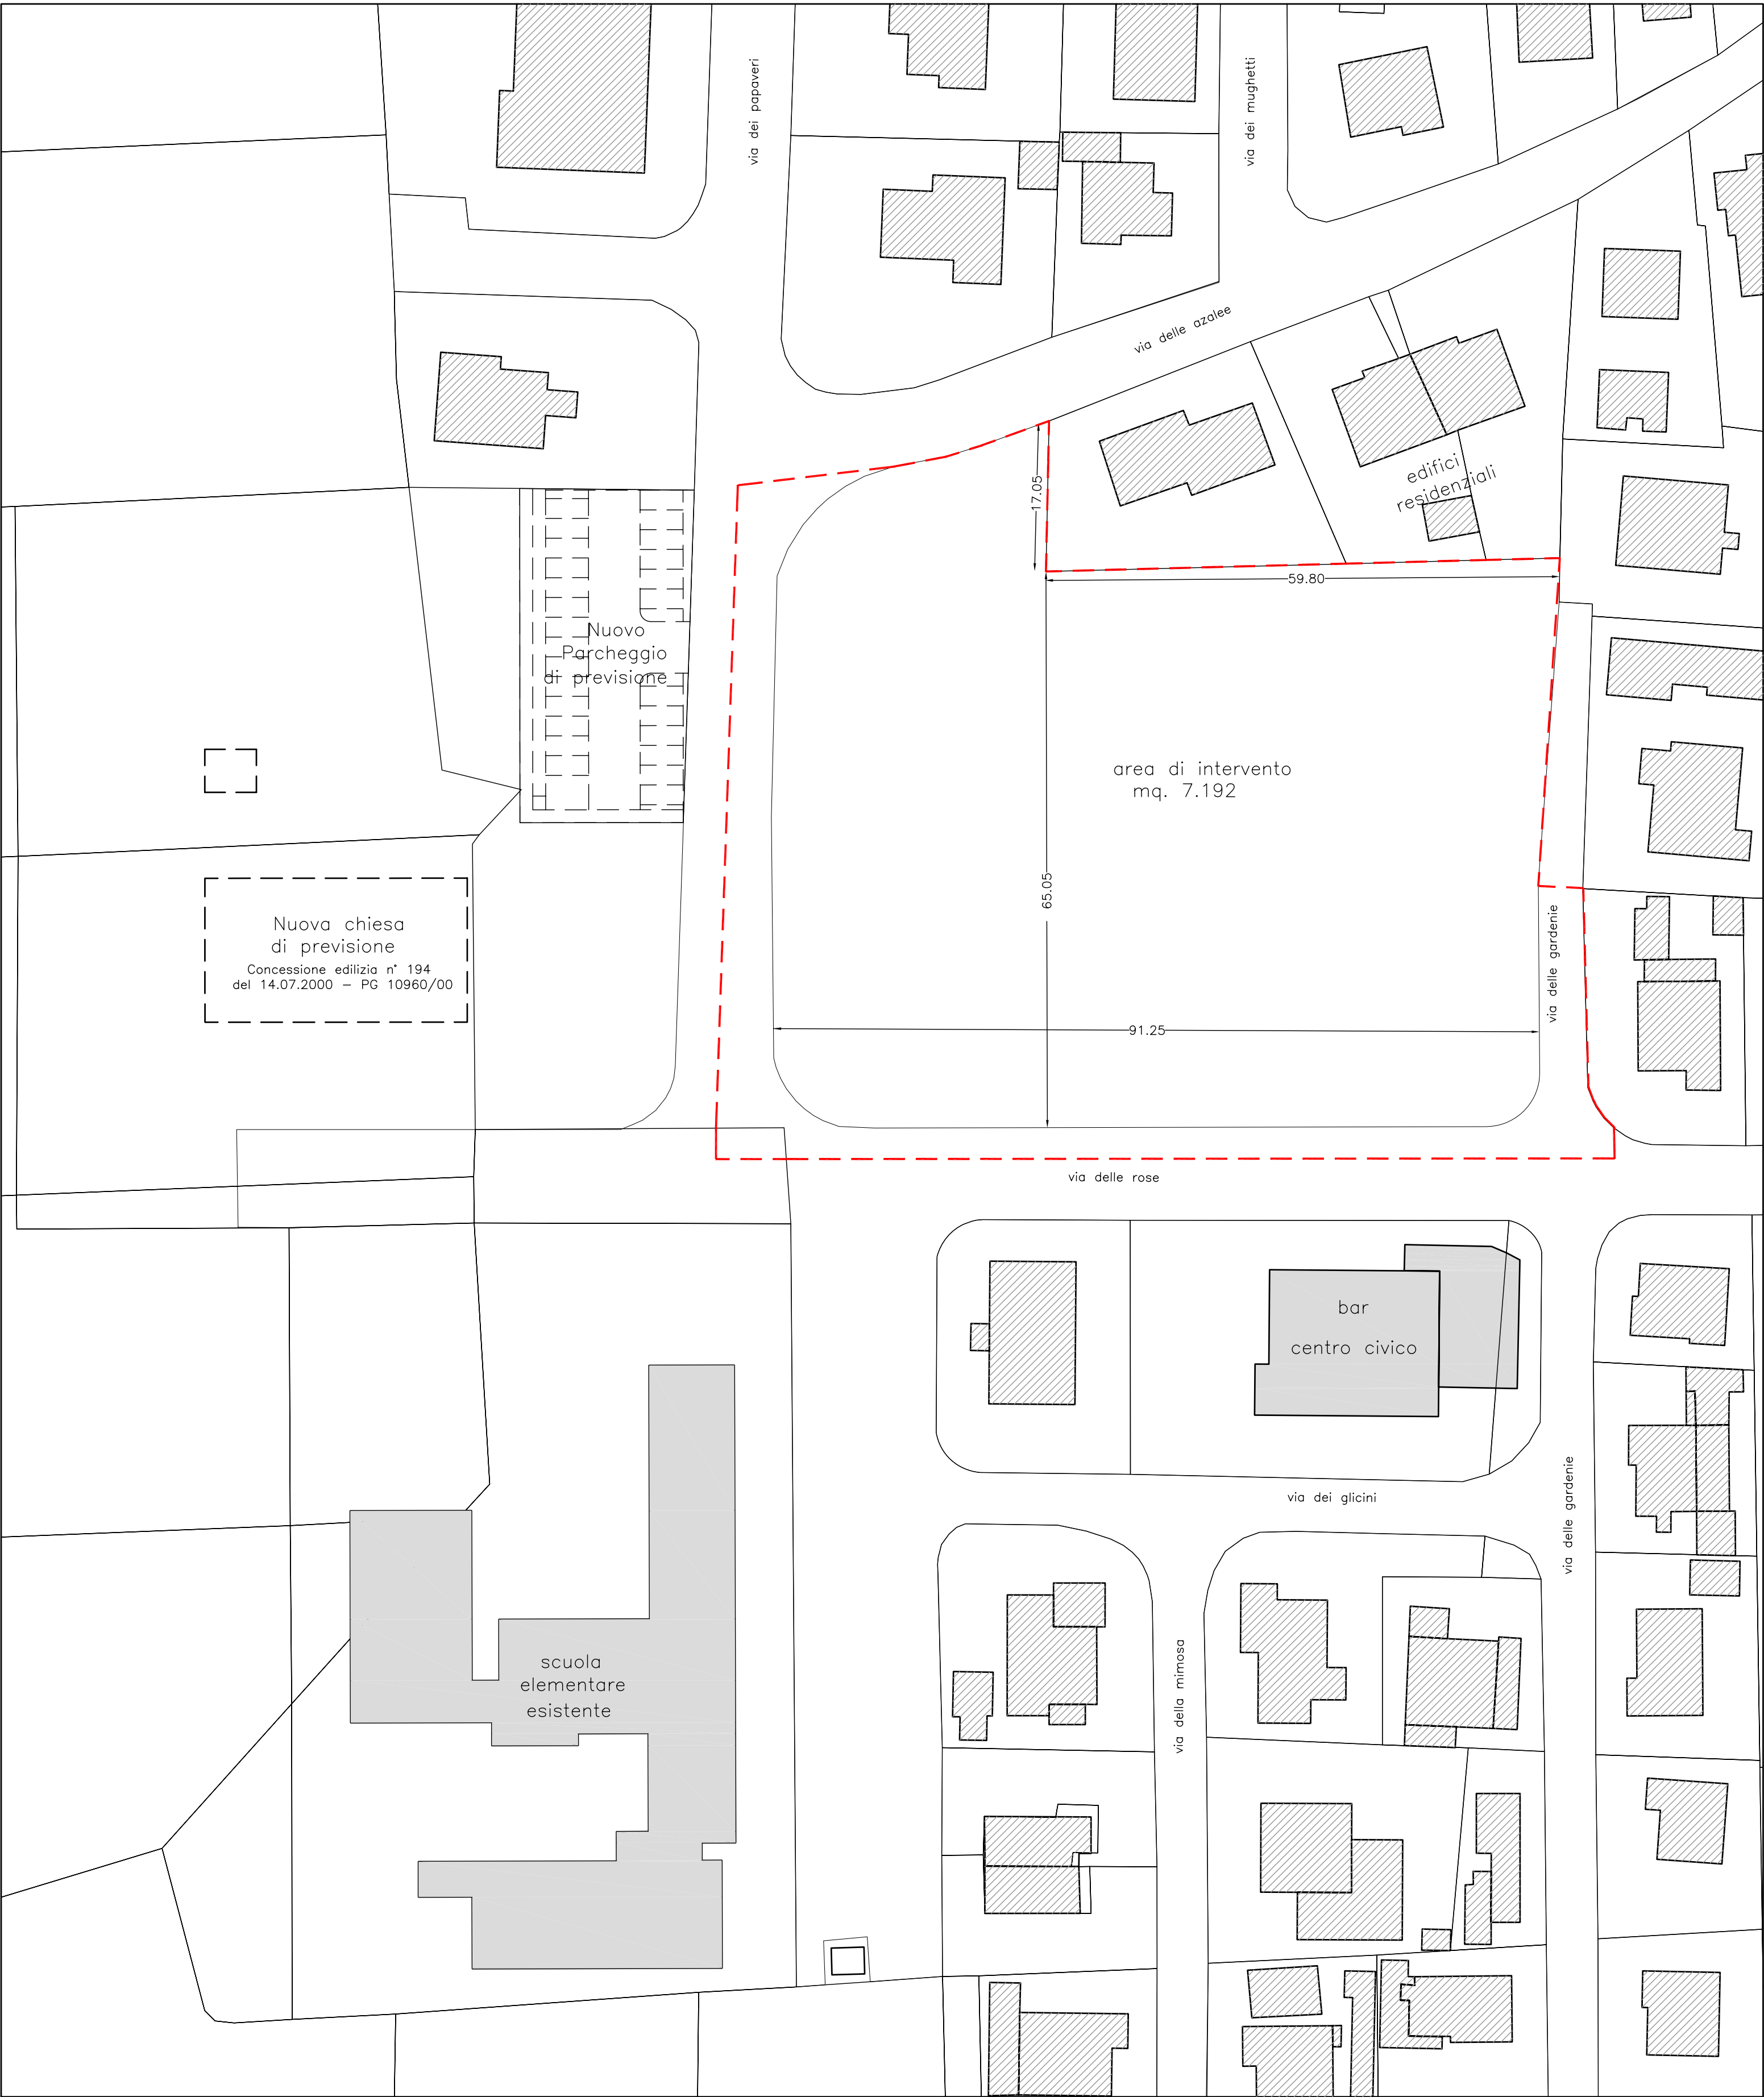 via dei papaveri
via dei mughetti
via delle azalee
edifici
residenziali
17.05
59.80
Nuovo
Parcheggio
di previsione
area di intervento
mq. 7.192
65.05
Nuova chiesa
di previsione
Concessione edilizia n° 194
del 14.07.2000 – PG 10960/00
via delle gardenie
91.25
via delle rose
bar
centro civico
via dei glicini
via delle gardenie
scuola
elementare
esistente
via della mimosa